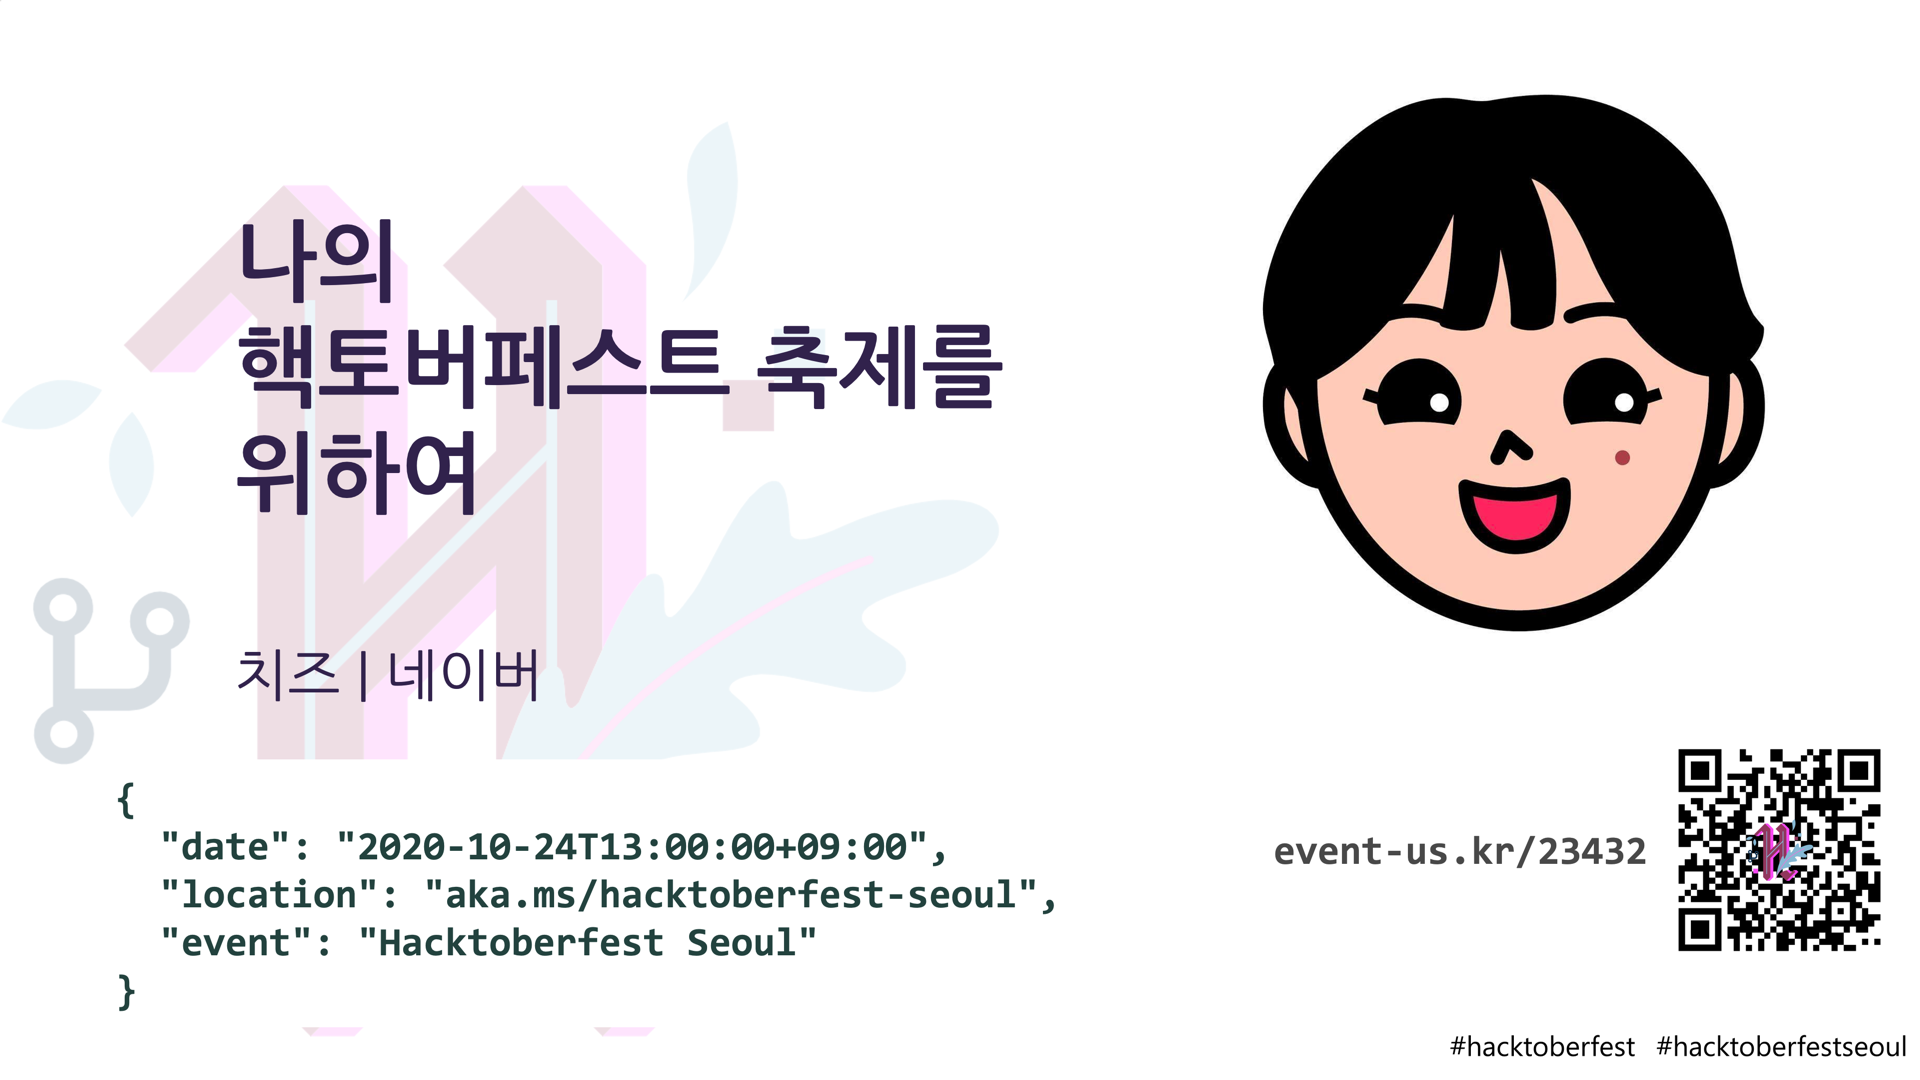 나의
핵토버페스트 축제를
위하여
치즈 | 네이버
{
"date": "2020-10-24T13:00:00+09:00",
"location": "aka.ms/hacktoberfest-seoul",
"event": "Hacktoberfest Seoul"
}
event-us.kr/23432
#hacktoberfest #hacktoberfestseoul